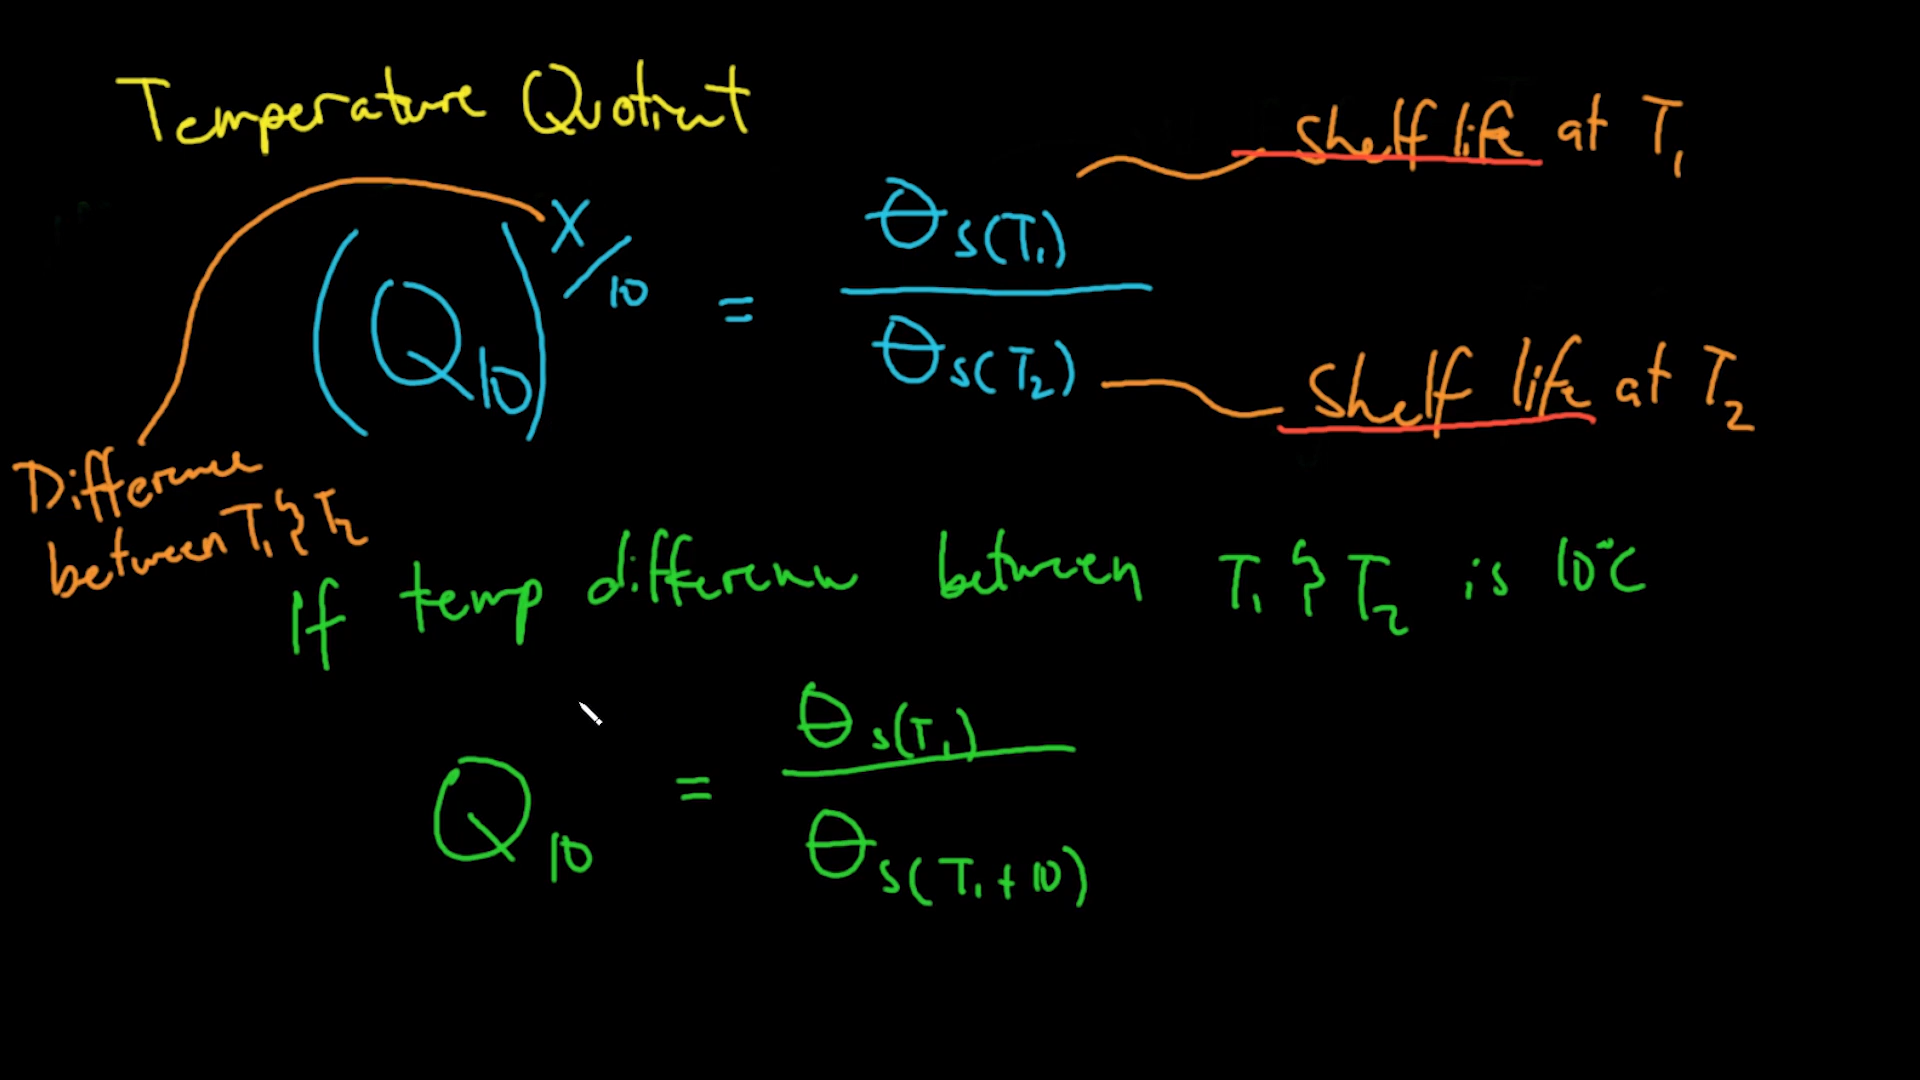 Temperature Quotient
shelf life at T₁
(Q₁₀)^(X/10) = θs(T₁) / θs(T₂)
shelf life at T₂
Difference
between T₁ & T₂
If temp difference between T₁ & T₂ is 10°C
Q₁₀ = θs(T₁) / θs(T₁+10)